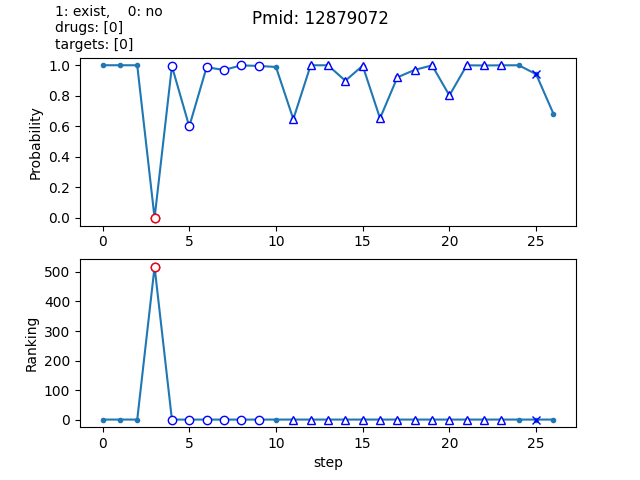 1: exist,    0: no
drugs: [0]
targets: [0]
Pmid: 12879072
1.0
0.8
0.6
0.4
0.2
0.0
Probability
0 5 10 15 20 25
500
400
300
200
100
0
Ranking
0 5 10 15 20 25
step